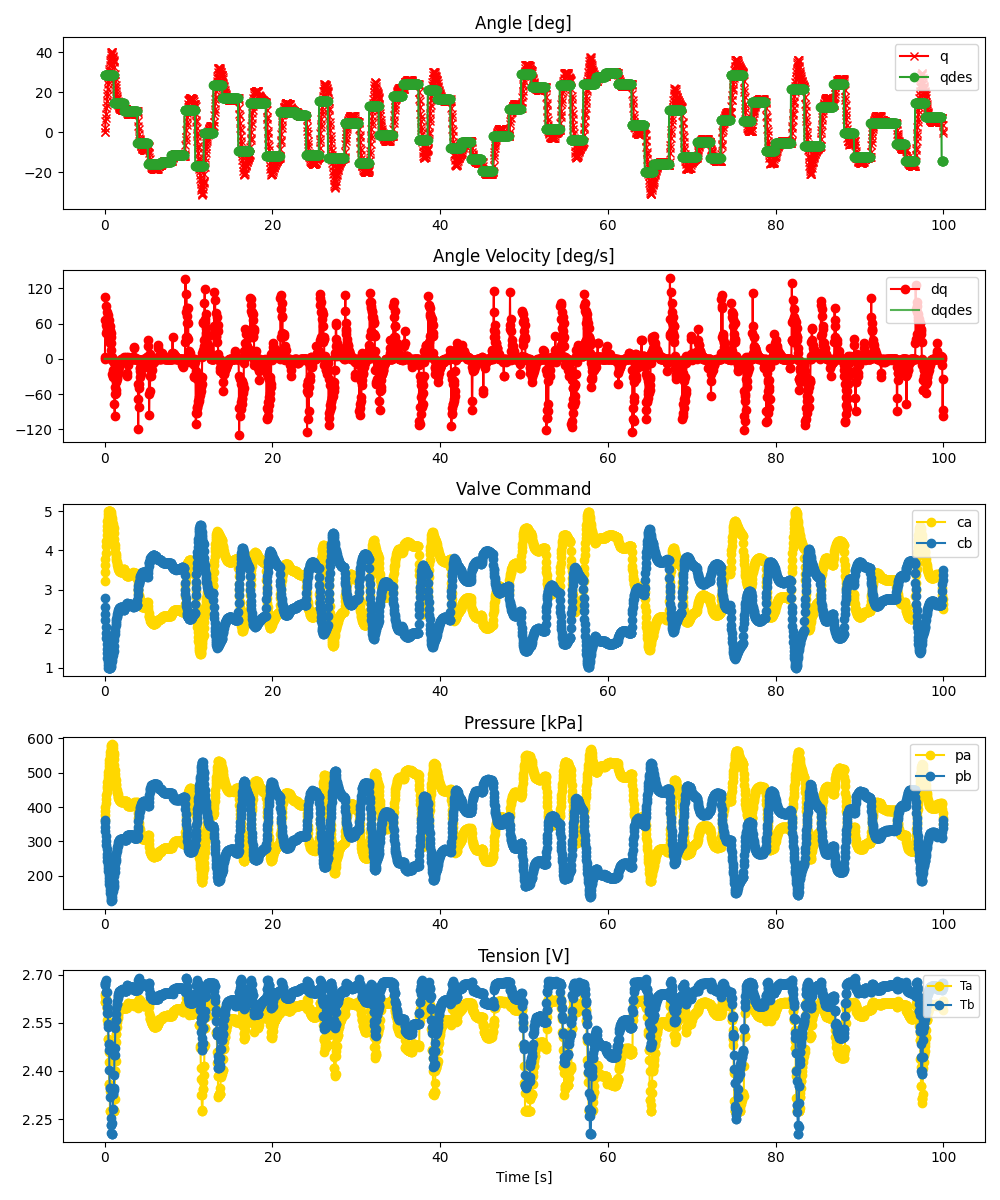 Angle [deg]
40
20
0
−20
q
qdes
0 20 40 60 80 100
Angle Velocity [deg/s]
120
60
0
−60
−120
dq
dqdes
0 20 40 60 80 100
Valve Command
5
4
3
2
1
ca
cb
0 20 40 60 80 100
Pressure [kPa]
600
500
400
300
200
pa
pb
0 20 40 60 80 100
Tension [V]
2.70
2.55
2.40
2.25
Ta
Tb
0 20 40 60 80 100
Time [s]